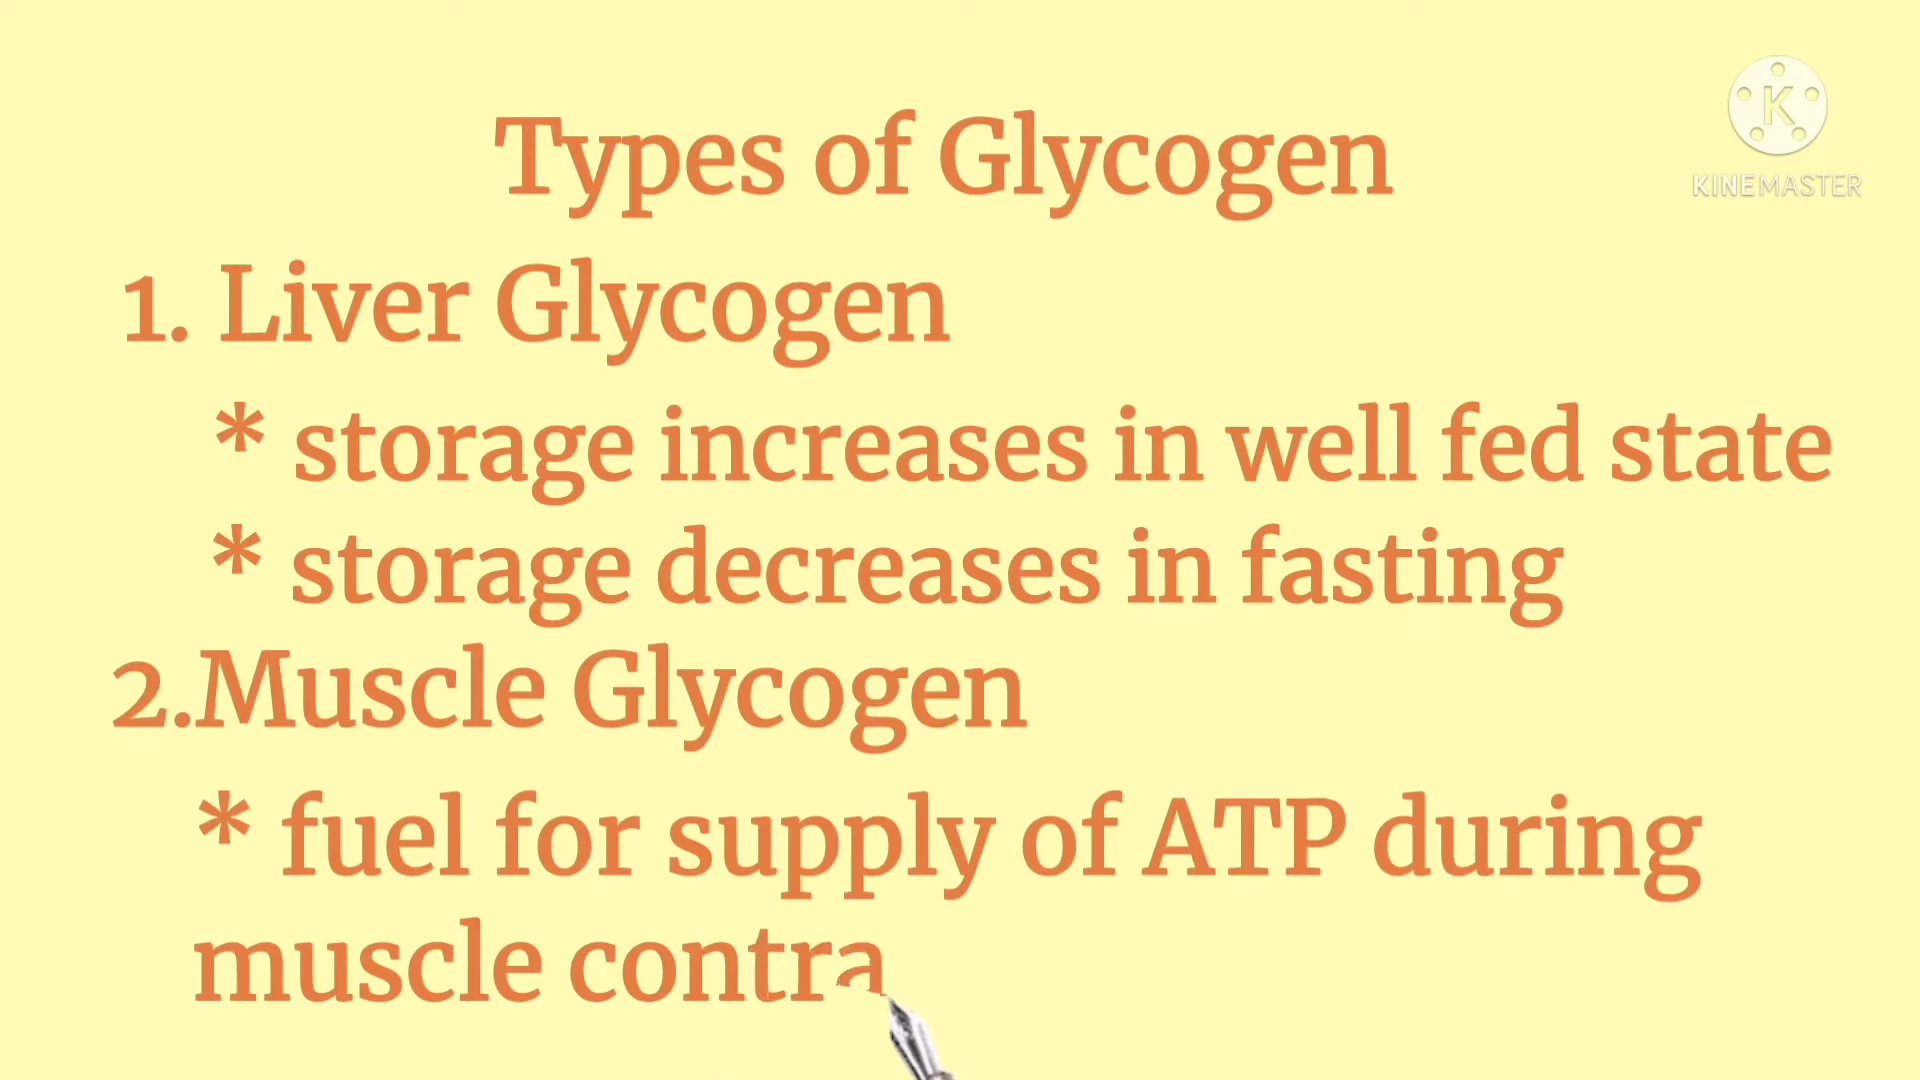 Types of Glycogen
K
KINEMASTER
1. Liver Glycogen
* storage increases in well fed state
* storage decreases in fasting
2.Muscle Glycogen
* fuel for supply of ATP during
muscle contra